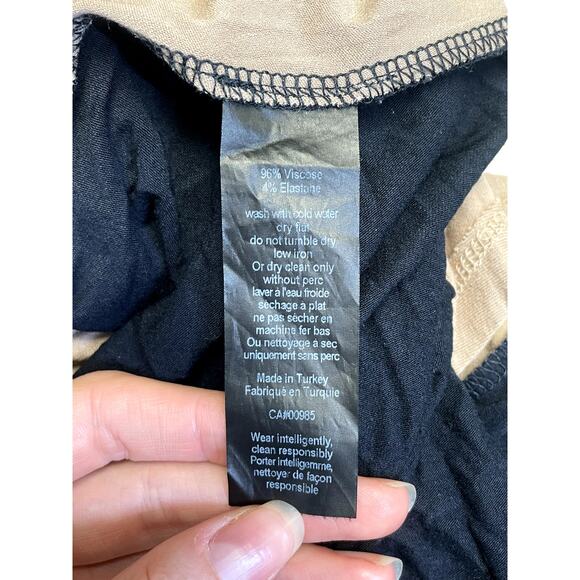 96% Viscose
4% Elastane
wash with cold water
dry flat
do not tumble dry
low iron
Or dry clean only
without perc
laver à l'eau froide
séchage a plat
ne pas sécher en
machine fer bas
Ou nettoyage à sec
uniquement sans perc
Made in Turkey
Fabriqué en Turquie
CA#00985
Wear intelligently,
clean responsibly
Porter intelligemne,
nettoyer de façon
responsible